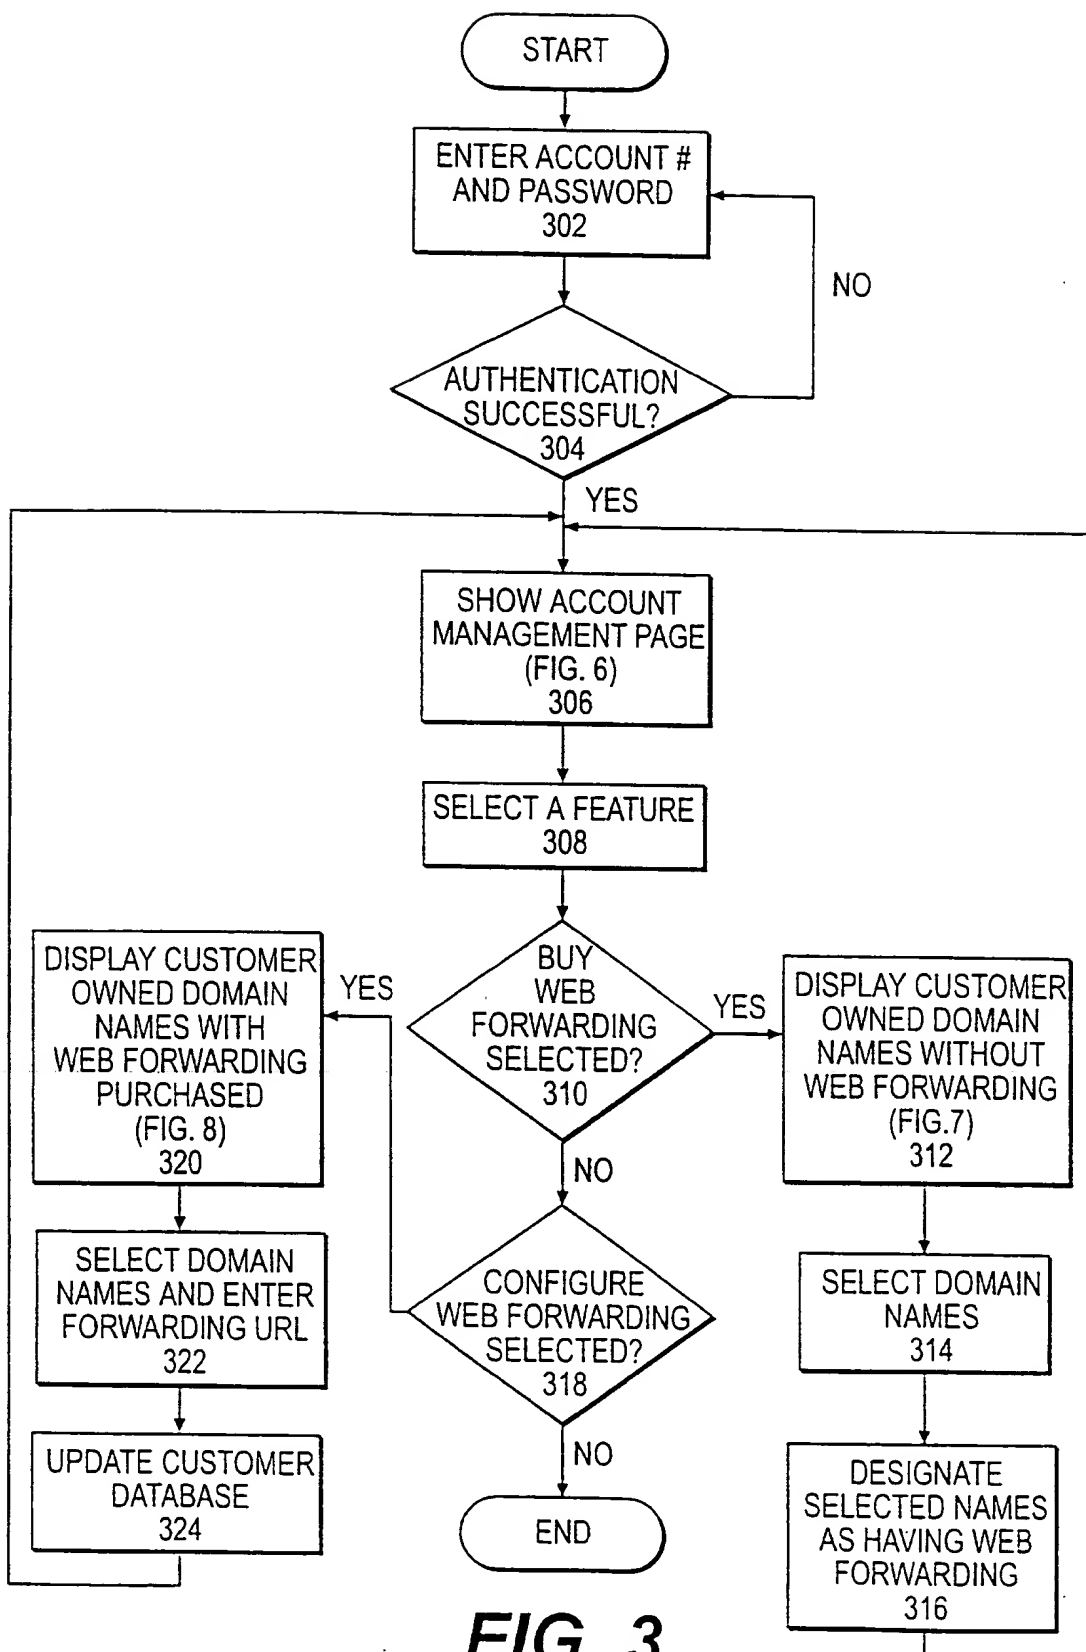 START
ENTER ACCOUNT #
AND PASSWORD
302
NO
AUTHENTICATION
SUCCESSFUL?
304
YES
SHOW ACCOUNT
MANAGEMENT PAGE
(FIG. 6)
306
SELECT A FEATURE
308
BUY
WEB
FORWARDING
SELECTED?
310
YES
DISPLAY CUSTOMER
OWNED DOMAIN
NAMES WITHOUT
WEB FORWARDING
(FIG.7)
312
SELECT DOMAIN
NAMES
314
DESIGNATE
SELECTED NAMES
AS HAVING WEB
FORWARDING
316
NO
CONFIGURE
WEB FORWARDING
SELECTED?
318
YES
DISPLAY CUSTOMER
OWNED DOMAIN
NAMES WITH
WEB FORWARDING
PURCHASED
(FIG. 8)
320
SELECT DOMAIN
NAMES AND ENTER
FORWARDING URL
322
UPDATE CUSTOMER
DATABASE
324
NO
END
FIG. 3